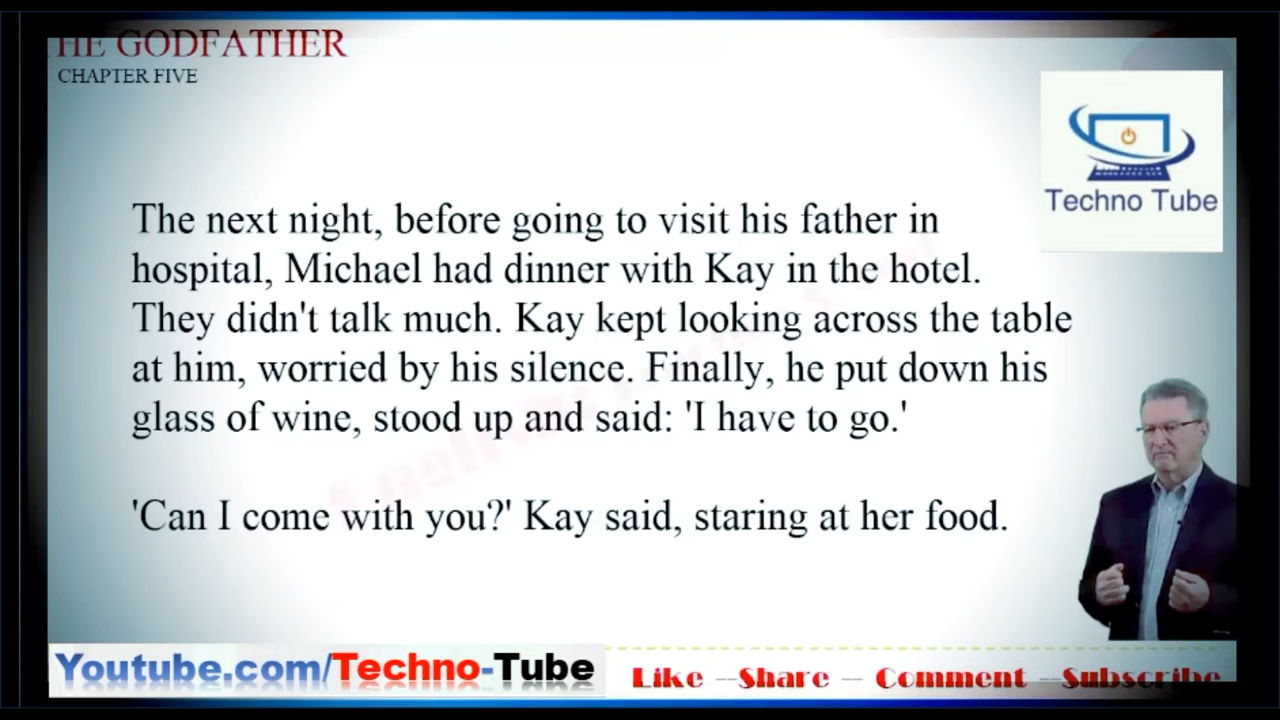 THE GODFATHER
CHAPTER FIVE
Techno Tube
The next night, before going to visit his father in
hospital, Michael had dinner with Kay in the hotel.
They didn't talk much. Kay kept looking across the table
at him, worried by his silence. Finally, he put down his
glass of wine, stood up and said: 'I have to go.'
'Can I come with you?' Kay said, staring at her food.
Youtube.com/Techno-Tube
Like --Share -- Comment --Subscribe